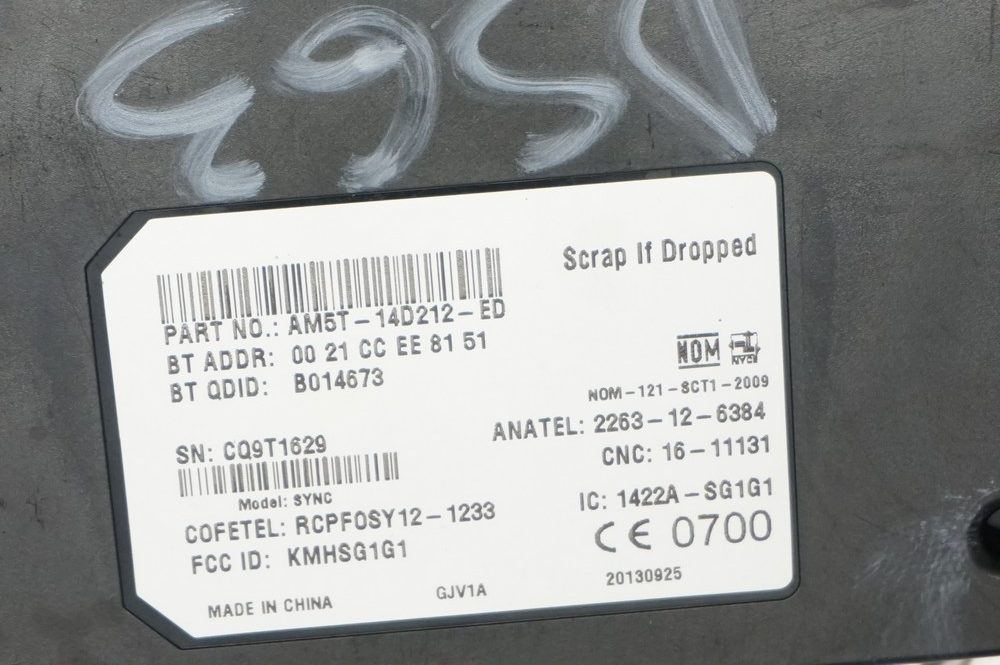 Scrap If Dropped
PART NO.: AM5T-14D212-ED
BT ADDR: 00 21 CC EE 81 51
BT QDID: B014673
NOM NYCE
NOM-121-SCT1-2009
ANATEL: 2263-12-6384
CNC: 16-11131
SN: CQ9T1629
Model: SYNC
COFETEL: RCPFOSY12-1233
FCC ID: KMHSG1G1
IC: 1422A-SG1G1
CE 0700
MADE IN CHINA
GJV1A
20130925